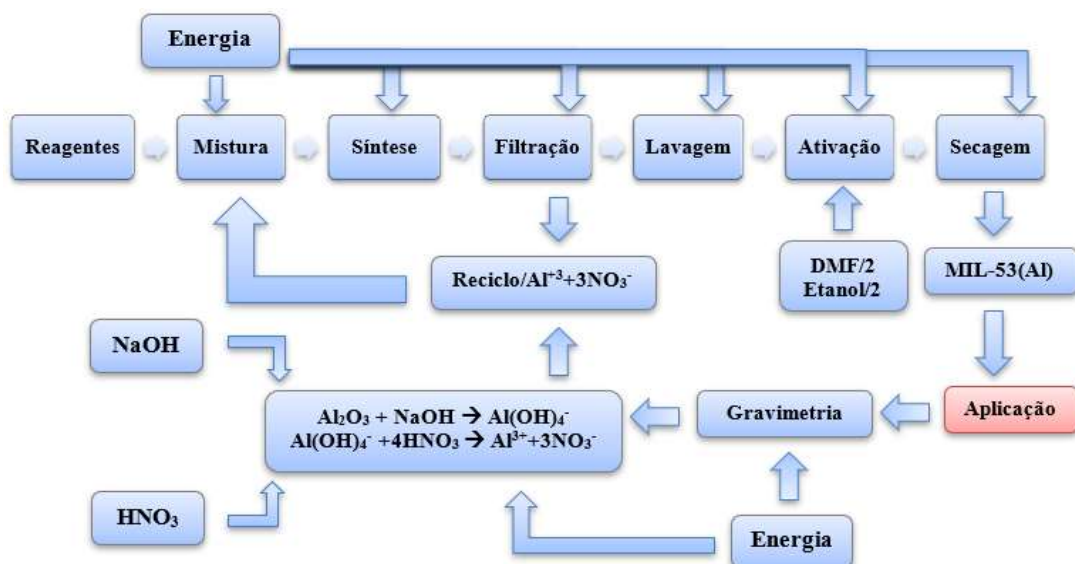 Energia
Reagentes
Mistura
Síntese
Filtração
Lavagem
Ativação
Secagem
Reciclo/Al⁺³+3NO₃⁻
DMF/2
Etanol/2
MIL-53(Al)
NaOH
Al₂O₃ + NaOH → Al(OH)₄⁻
Al(OH)₄⁻ +4HNO₃ → Al³⁺+3NO₃⁻
Gravimetria
Aplicação
HNO₃
Energia